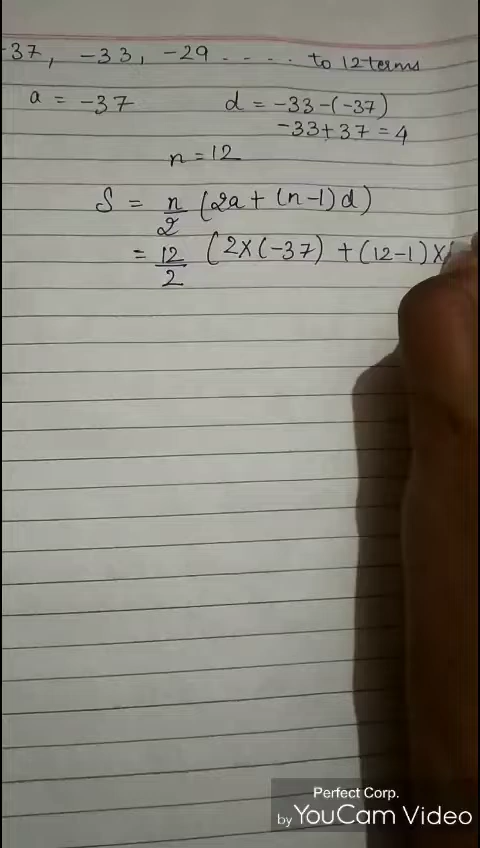 -37, -33, -29 ..... to 12 terms
a = -37 d = -33-(-37)
-33+37 = 4
n = 12
S = n/2 (2a + (n-1)d)
= 12/2 (2×(-37) + (12-1)×
Perfect Corp.
by YouCam Video